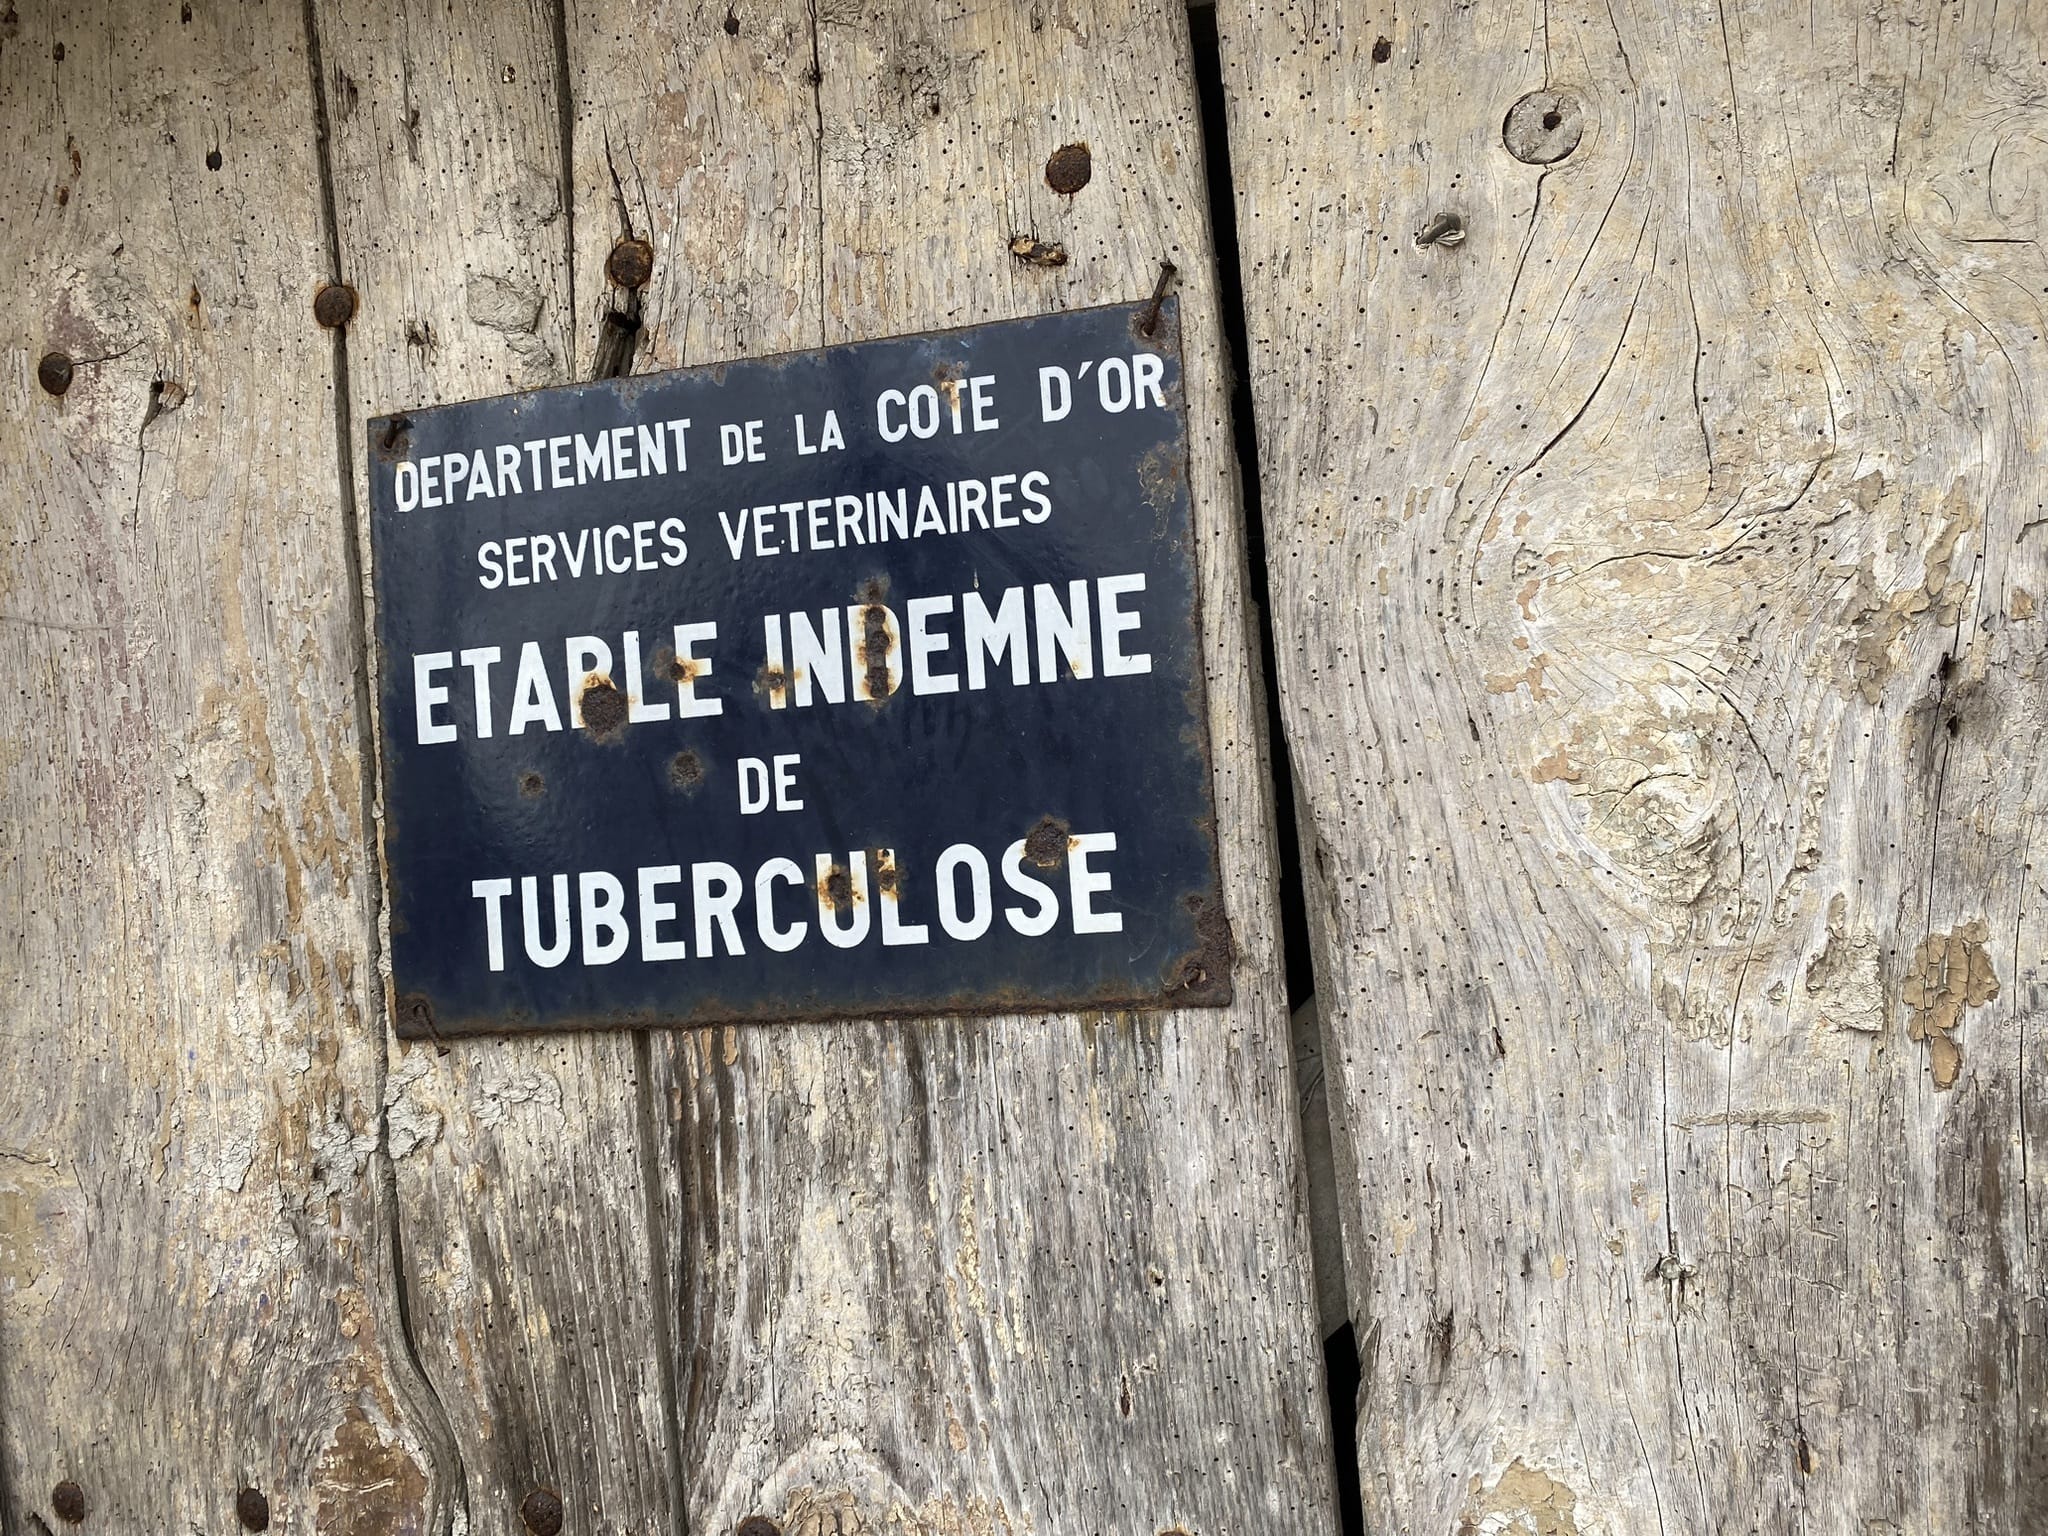 DEPARTEMENT DE LA COTE D'OR
SERVICES VETERINAIRES
ETABLE INDEMNE
DE
TUBERCULOSE